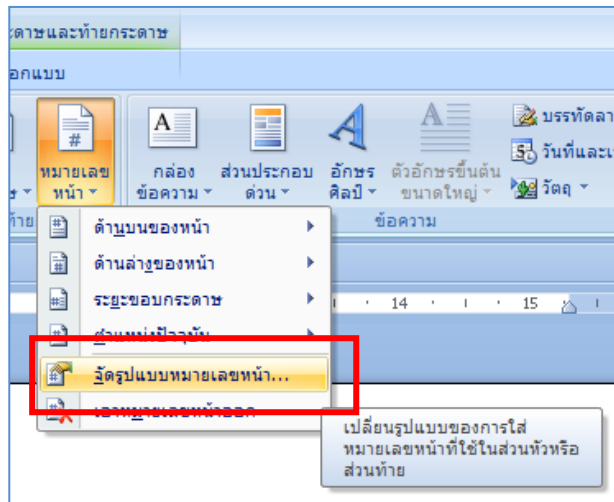 ะดาษและท้ายกระดาษ
อกแบบ
#
A
A
A
บรรทัดลา
5
วันที่และเ
วัตถุ
หมายเลข
หน้า
กล่อง
ข้อความ
ส่วนประกอบ
ด่วน
อักษร
ศิลป์
ตัวอักษรขึ้นต้น
ขนาดใหญ่
ท้าย
ข้อความ
ด้านบนของหน้า
ด้านล่างของหน้า
ระยะขอบกระดาษ
ตำแหน่งปัจจุบัน
14 15
จัดรูปแบบหมายเลขหน้า...
เอาหมายเลขหน้าออก
เปลี่ยนรูปแบบของการใส่
หมายเลขหน้าที่ใช้ในส่วนหัวหรือ
ส่วนท้าย